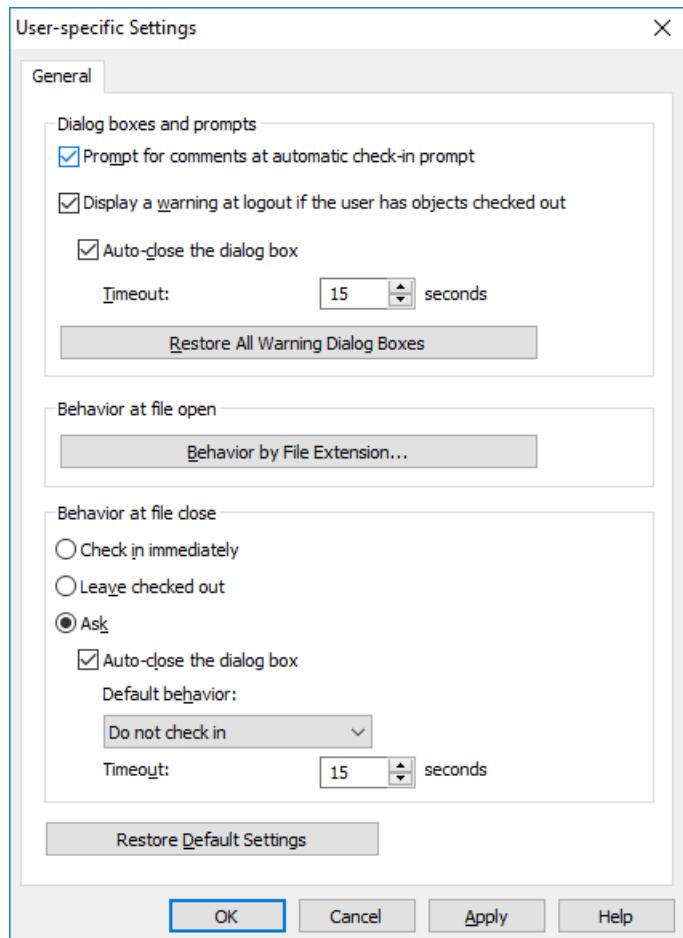 User-specific Settings
General
Dialog boxes and prompts
Prompt for comments at automatic check-in prompt
Display a warning at logout if the user has objects checked out
Auto-close the dialog box
Timeout: 15 seconds
Restore All Warning Dialog Boxes
Behavior at file open
Behavior by File Extension...
Behavior at file close
Check in immediately
Leave checked out
Ask
Auto-close the dialog box
Default behavior:
Do not check in
Timeout: 15 seconds
Restore Default Settings
OK Cancel Apply Help